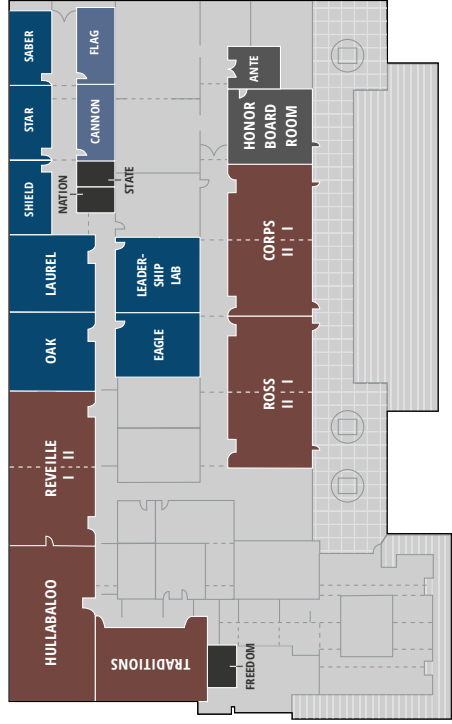 SABER
FLAG
STAR
CANNON
ANTE
HONOR
BOARD
ROOM
SHIELD
NATION
STATE
LAUREL
LEADER-
SHIP
LAB
CORPS
I
II
OAK
EAGLE
ROSS
I
II
REVEILLE
I
II
HULLABALOO
TRADITIONS
FREEDOM